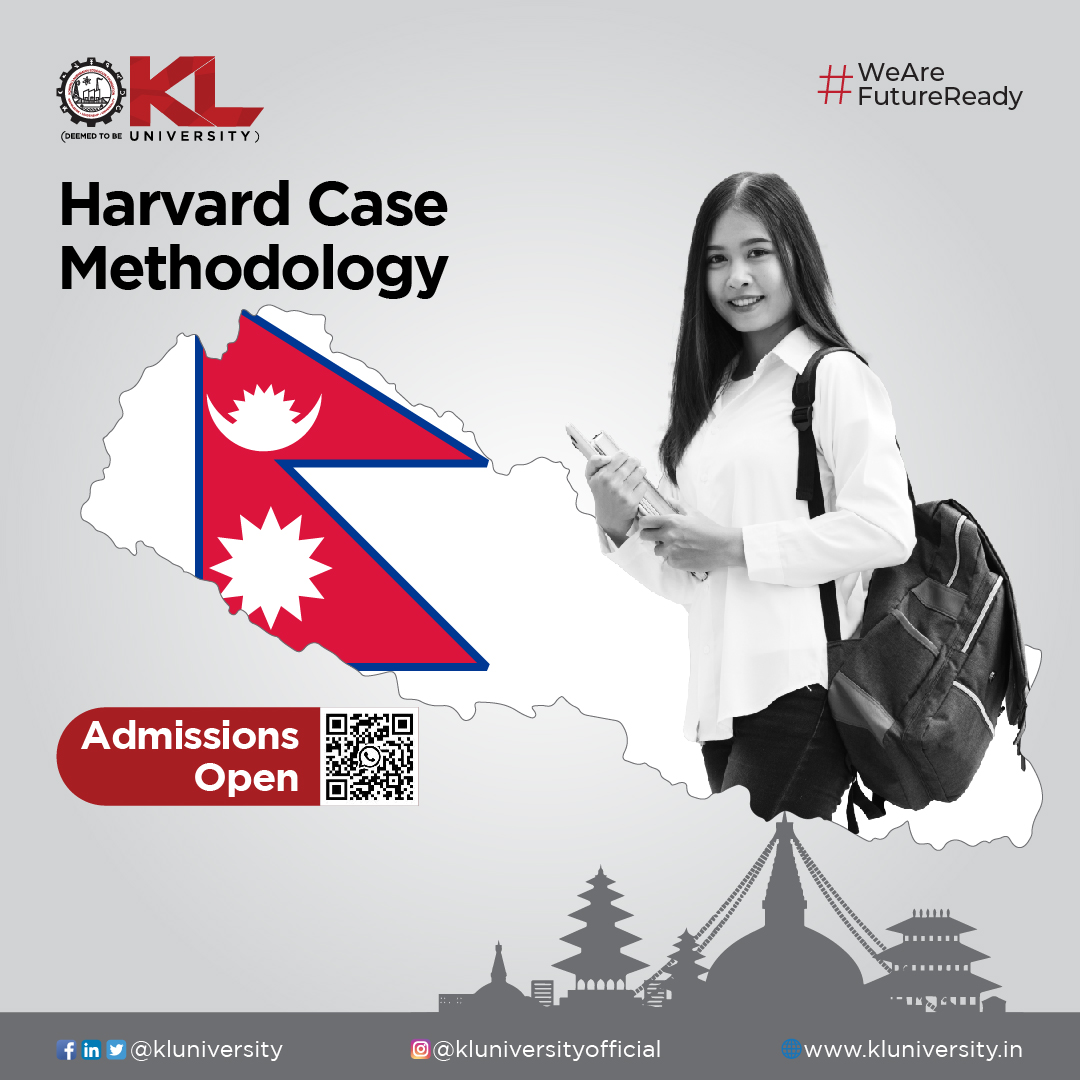 KL
(DEEMED TO BE UNIVERSITY)
#WeAre
FutureReady
Harvard Case
Methodology
Admissions
Open
@kluniversity
@kluniversityofficial
www.kluniversity.in